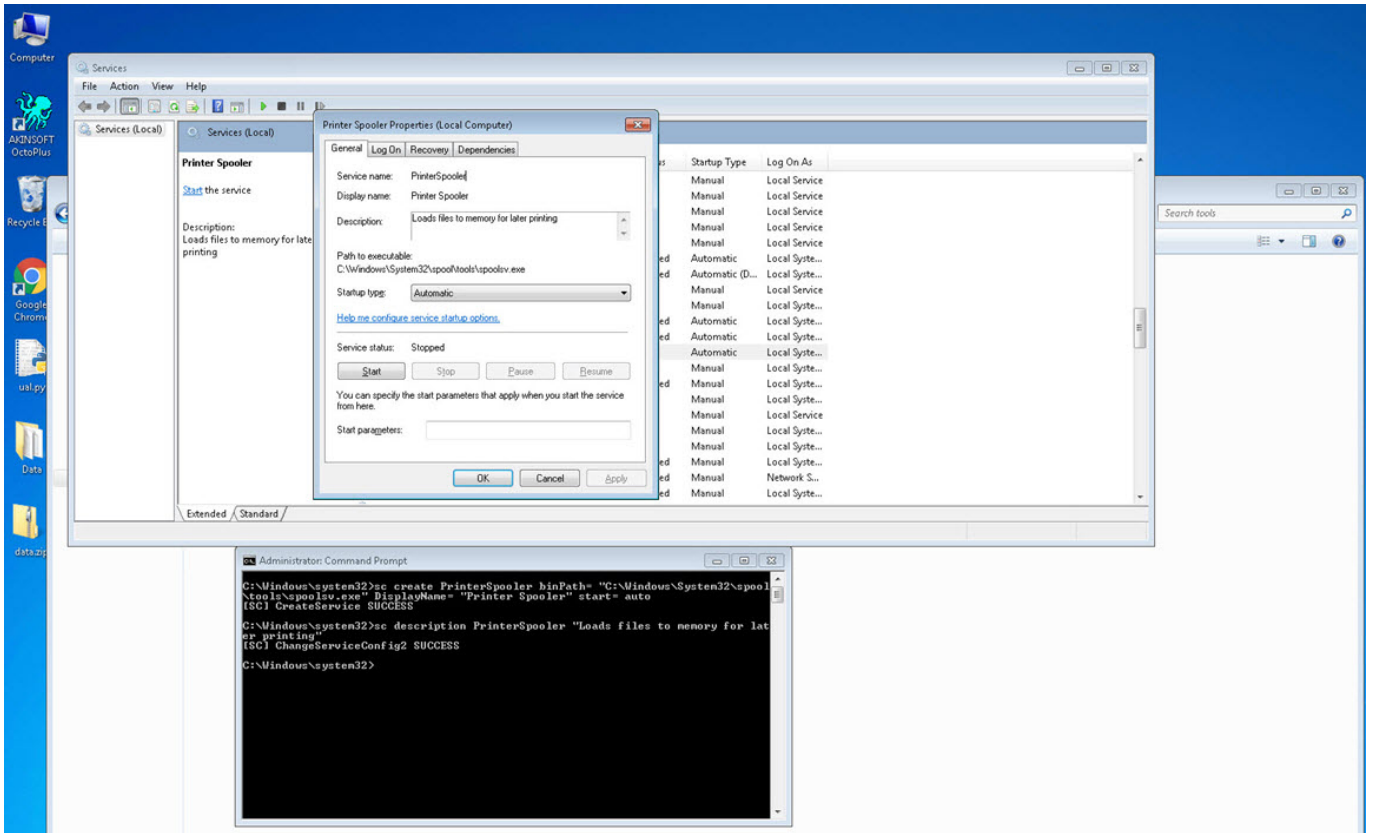 Computer
AKINSOFT
OctoPlus
Recycle
Google
Chrom
ual.py
Data
data.zip
Services
File Action View Help
Services (Local)
Services (Local)
Printer Spooler
Start the service
Description:
Loads files to memory for late
printing
Extended Standard
Printer Spooler Properties (Local Computer)
General Log On Recovery Dependencies
Service name: PrinterSpooler
Display name: Printer Spooler
Description: Loads files to memory for later printing
Path to executable:
C:\Windows\System32\spool\tools\spoolsv.exe
Startup type: Automatic
Help me configure service startup options.
Service status: Stopped
Start Stop Pause Resume
You can specify the start parameters that apply when you start the service
from here.
Start parameters:
OK Cancel Apply
us Startup Type Log On As
Manual Local Service
Manual Local Service
Manual Local Service
Manual Local Service
Manual Local Service
ed Automatic Local Syste...
ed Automatic (D... Local Syste...
Manual Local Service
Manual Local Syste...
ed Automatic Local Syste...
ed Automatic Local Syste...
Automatic Local Syste...
Manual Local Syste...
ed Manual Local Syste...
Manual Local Syste...
Manual Local Service
Manual Local Syste...
Manual Local Syste...
ed Manual Local Syste...
ed Manual Network S...
ed Manual Local Syste...
Search tools
Administrator: Command Prompt
C:\Windows\system32>sc create PrinterSpooler binPath= "C:\Windows\System32\spool
\tools\spoolsv.exe" DisplayName= "Printer Spooler" start= auto
[SC] CreateService SUCCESS
C:\Windows\system32>sc description PrinterSpooler "Loads files to memory for lat
er printing"
[SC] ChangeServiceConfig2 SUCCESS
C:\Windows\system32>